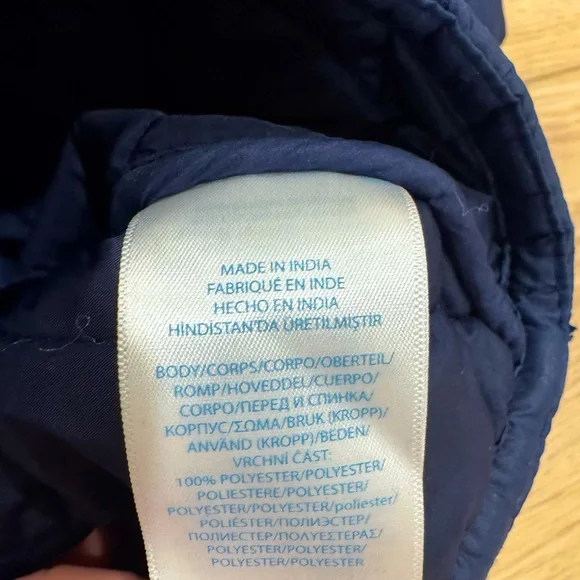 MADE IN INDIA
FABRIQUÉ EN INDE
HECHO EN INDIA
HİNDİSTAN'DA ÜRETİLMİŞTİR
BODY/CORPS/CORPO/OBERTEIL/
ROMP/HOVEDDEL/CUERPO/
CORPO/ПЕРЕД И СПИНКА/
КОРПУС/ΣΩΜΑ/BRUK (KROPP)/
ANVÄND (KROPP)/BEDEN/
VRCHNÍ ČÁST:
100% POLYESTER/POLYESTER/
POLIESTERE/POLYESTER/
POLYESTER/POLYESTER/poliester/
POLIÉSTER/ПОЛИЭСТЕР/
ПОЛИЕСТЕР/ΠΟΛΥΕΣΤΕΡΑΣ/
POLYESTER/POLYESTER/
POLYESTER/POLYESTER